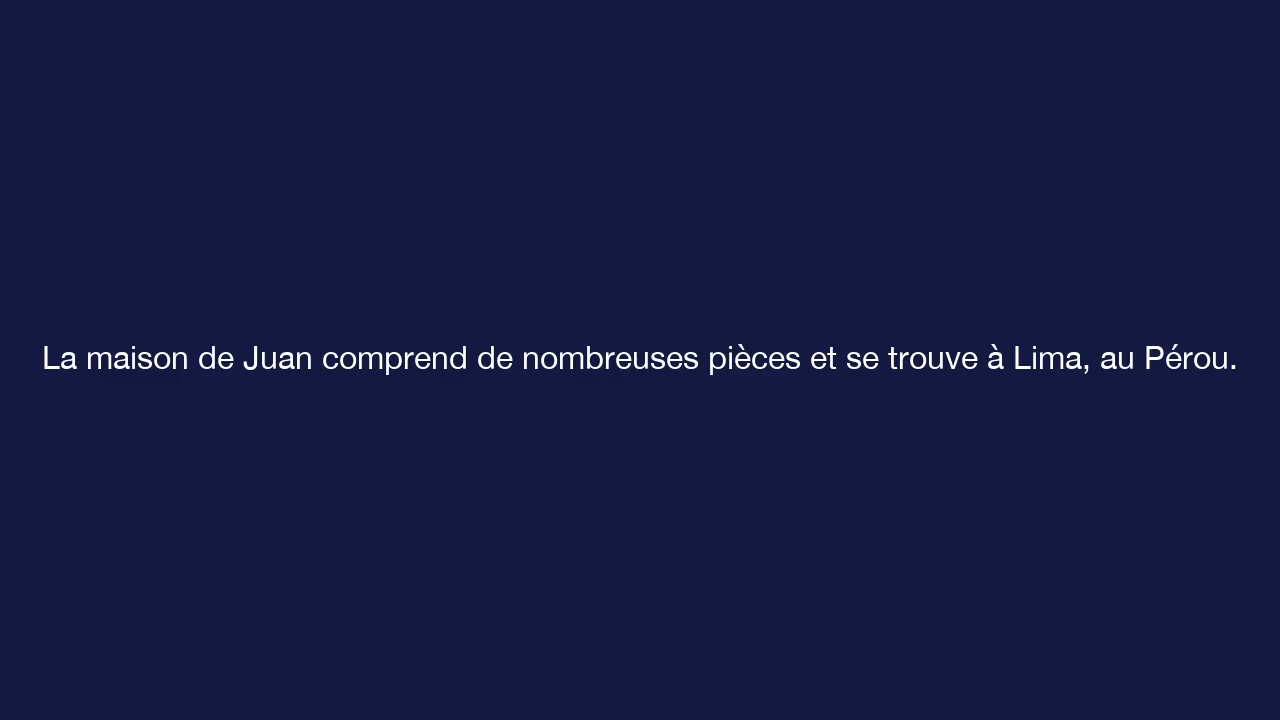 La maison de Juan comprend de nombreuses pièces et se trouve à Lima, au Pérou.